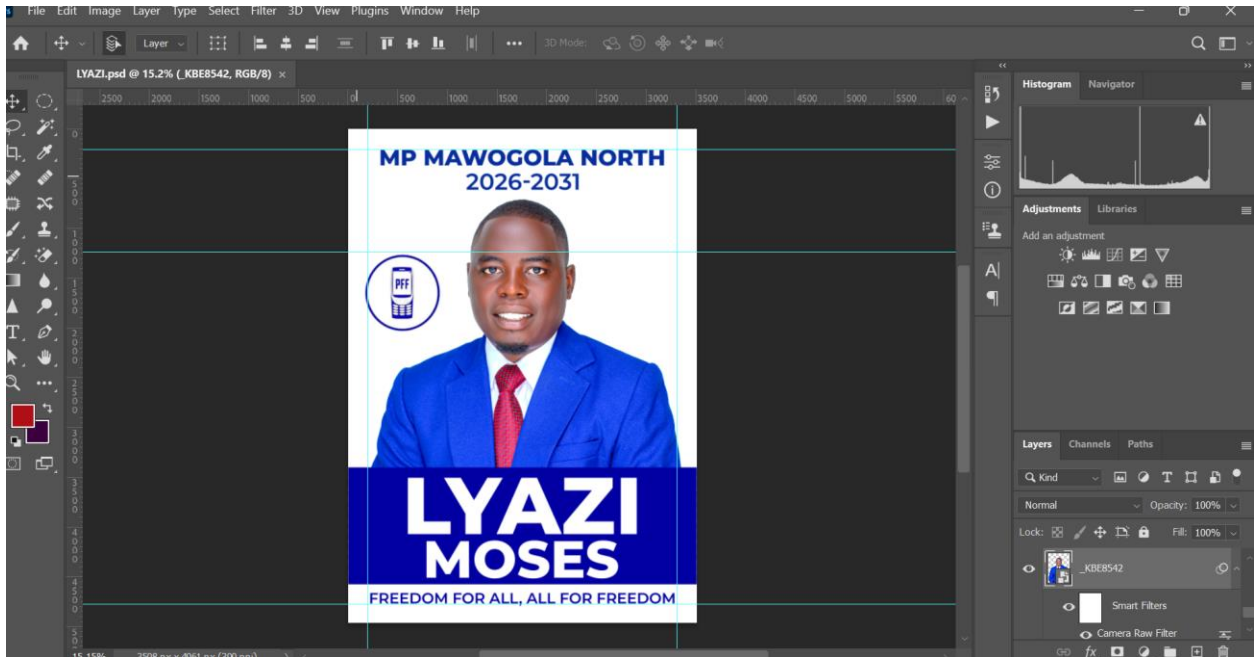 File Edit Image Layer Type Select Filter 3D View Plugins Window Help
Layer
3D Mode:
LYAZI.psd @ 15.2% (_KBE8542, RGB/8) ×
2500 2000 1500 1000 500 0 500 1000 1500 2000 2500 3000 3500 4000 4500 5000 5500 60
Histogram Navigator
MP MAWOGOLA NORTH
2026-2031
PFF
Adjustments Libraries
Add an adjustment
LYAZI
MOSES
FREEDOM FOR ALL, ALL FOR FREEDOM
Layers Channels Paths
Kind
Normal Opacity: 100%
Lock: Fill: 100%
_KBE8542
Smart Filters
Camera Raw Filter
fx
15.15%